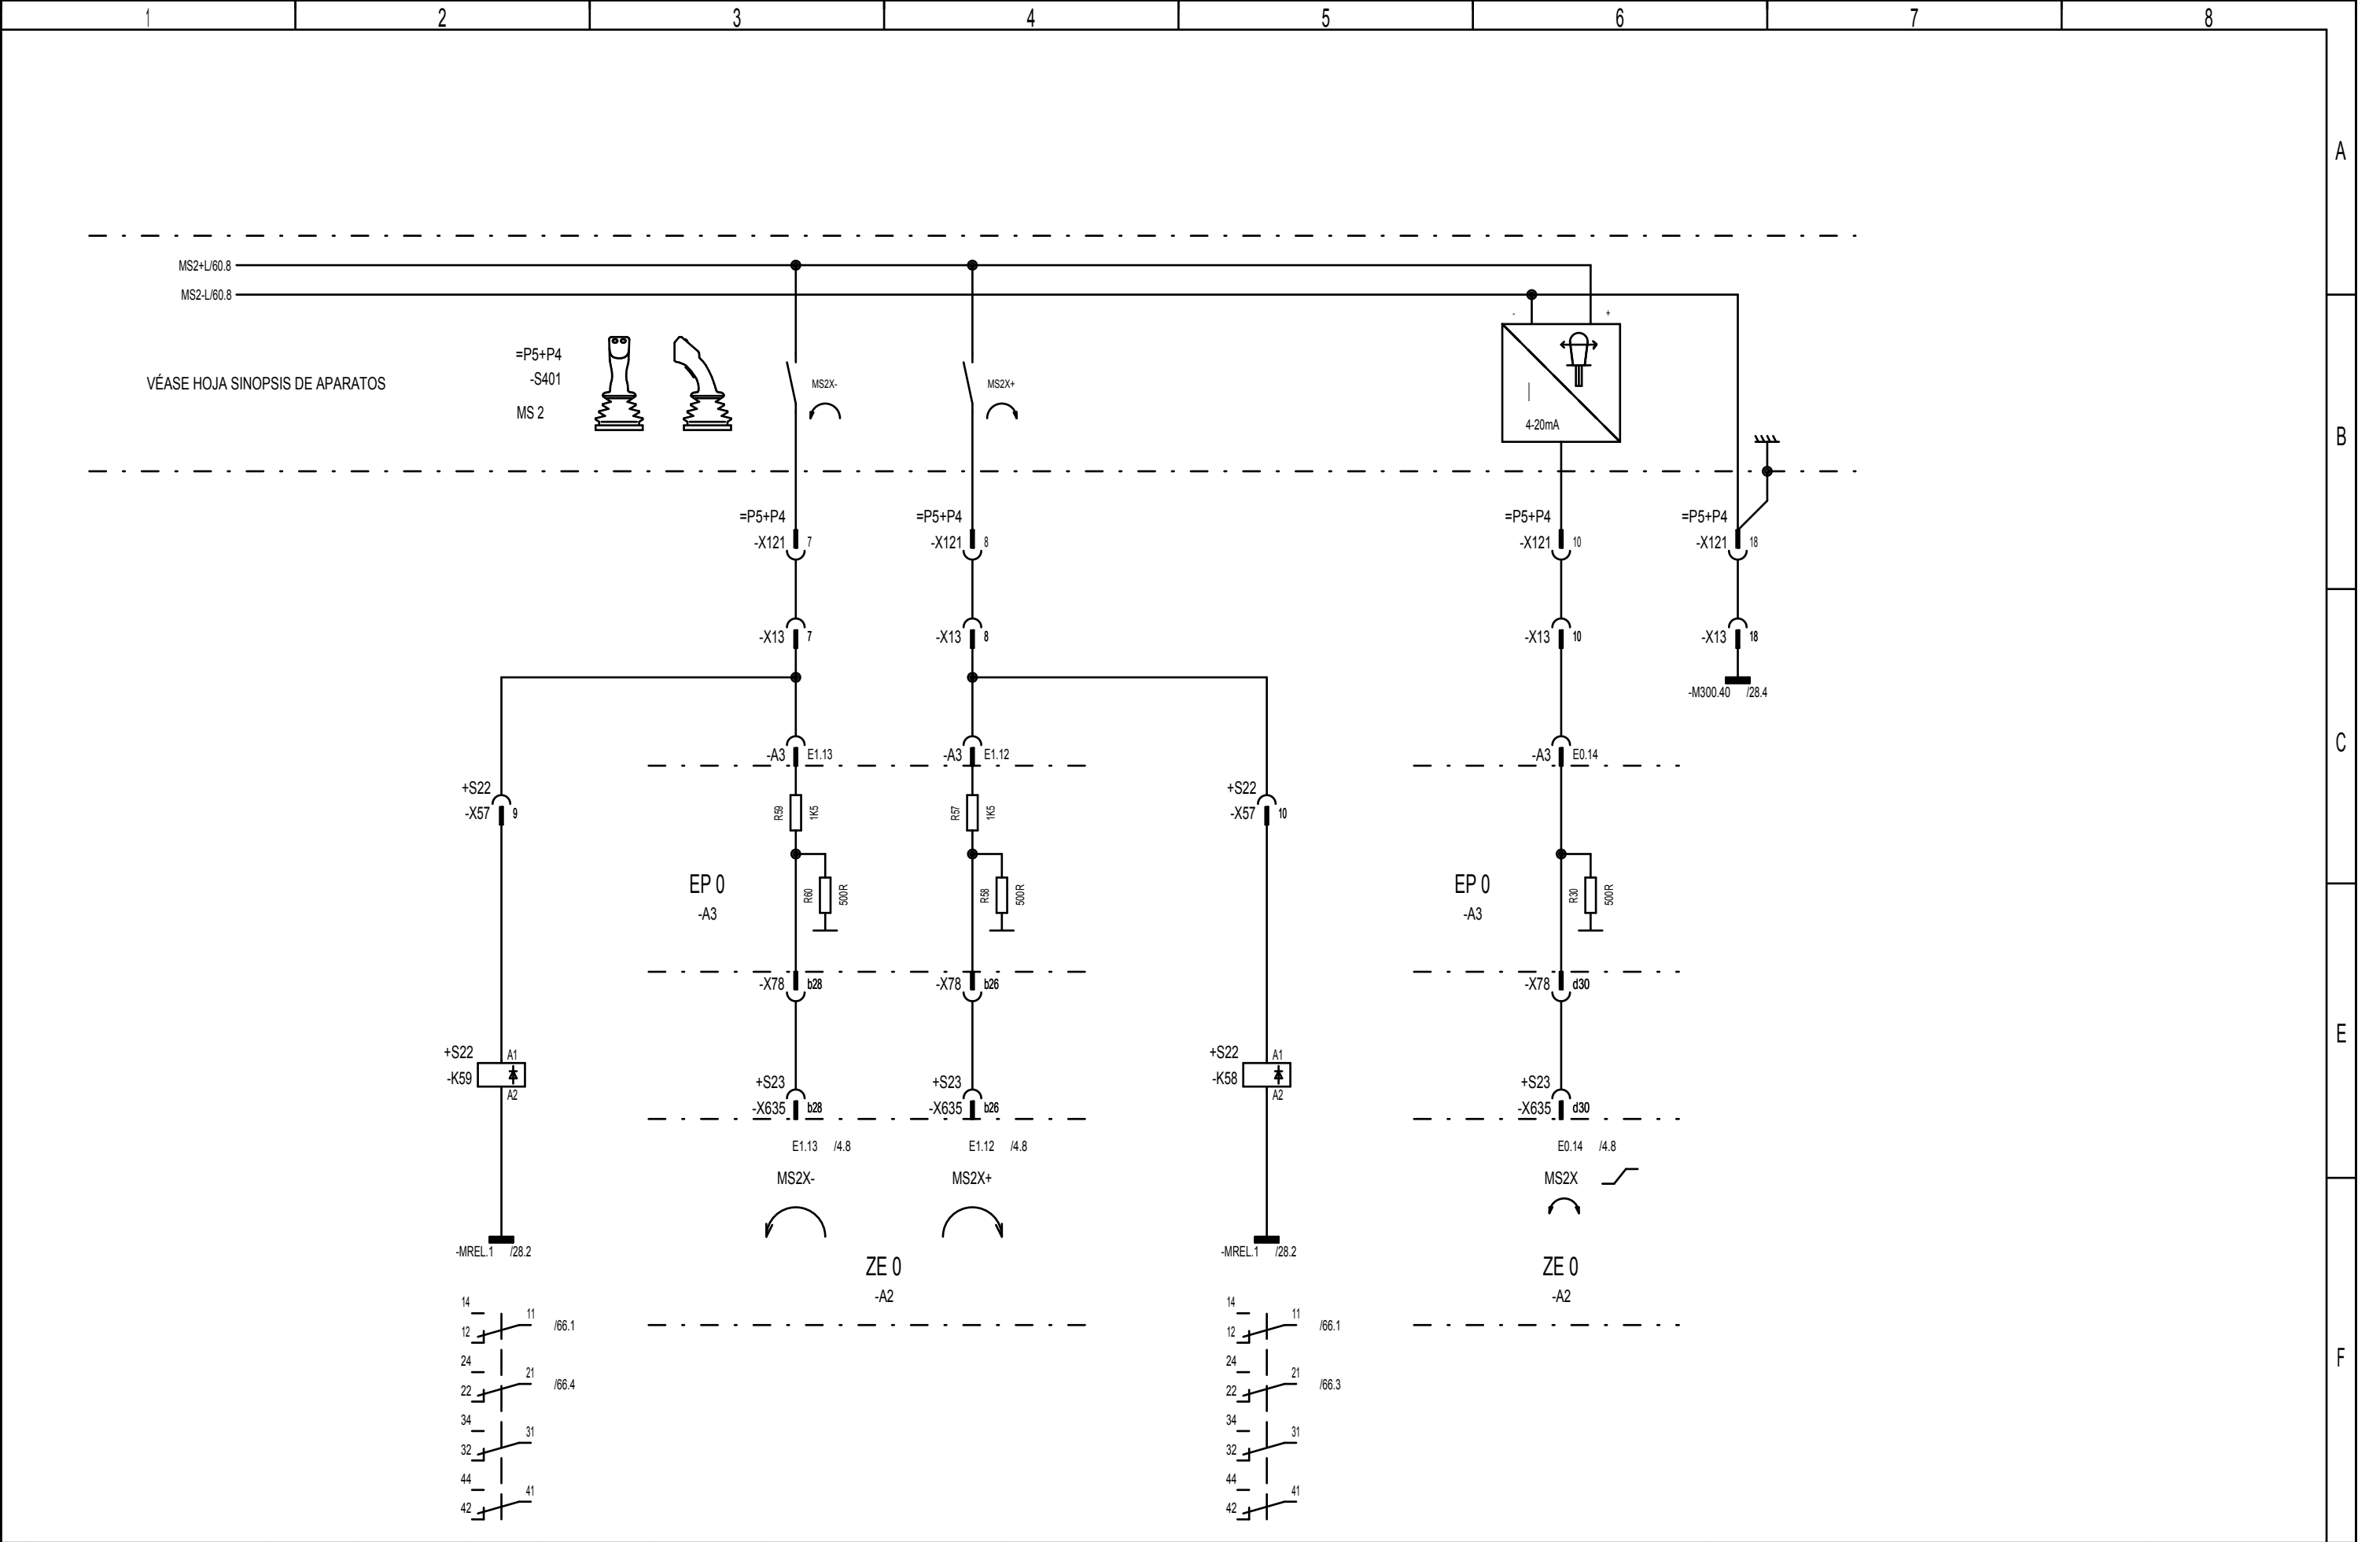 1 2 3 4 5 6 7 8
A
MS2+L/60.8
MS2-L/60.8
- +
=P5+P4
-S401
MS 2
VÉASE HOJA SINOPSIS DE APARATOS
MS2X- MS2X+
4-20mA
B
=P5+P4 =P5+P4 =P5+P4 =P5+P4
-X121 7 -X121 8 -X121 10 -X121 18
-X13 7 -X13 8 -X13 10 -X13 18
-M300.40 /28.4
C
-A3 E1.13 -A3 E1.12 -A3 E0.14
+S22 +S22
-X57 9 R59 1K5 R57 1K5 -X57 10
EP 0 R60 500R R58 500R EP 0 R30 500R
-A3 -A3
-X78 b28 -X78 b26 -X78 d30
E
+S22 A1 +S22 A1
-K59 -K58
A2 A2
+S23 +S23 +S23
-X635 b28 -X635 b26 -X635 d30
E1.13 /4.8 E1.12 /4.8 E0.14 /4.8
MS2X- MS2X+ MS2X
-MREL.1 /28.2 -MREL.1 /28.2
ZE 0 ZE 0
-A2 -A2
14 14
11 11
12 /66.1 12 /66.1
F
24 24
21 21
22 /66.4 22 /66.3
34 34
31 31
32 32
44 44
41 41
42 42